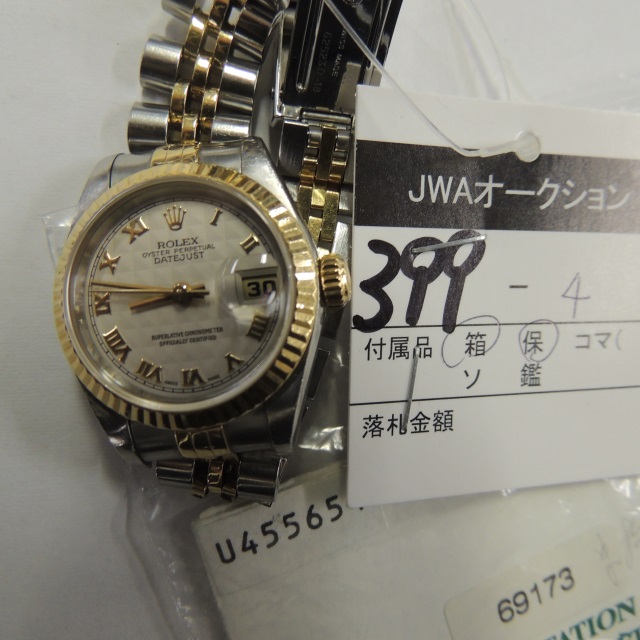 ROLEX
OYSTER PERPETUAL
DATEJUST
30
SUPERLATIVE CHRONOMETER
OFFICIALLY CERTIFIED
JWAオークション
399 - 4
付属品 箱 保 コマ(
ソ 鑑
落札金額
U45565
69173